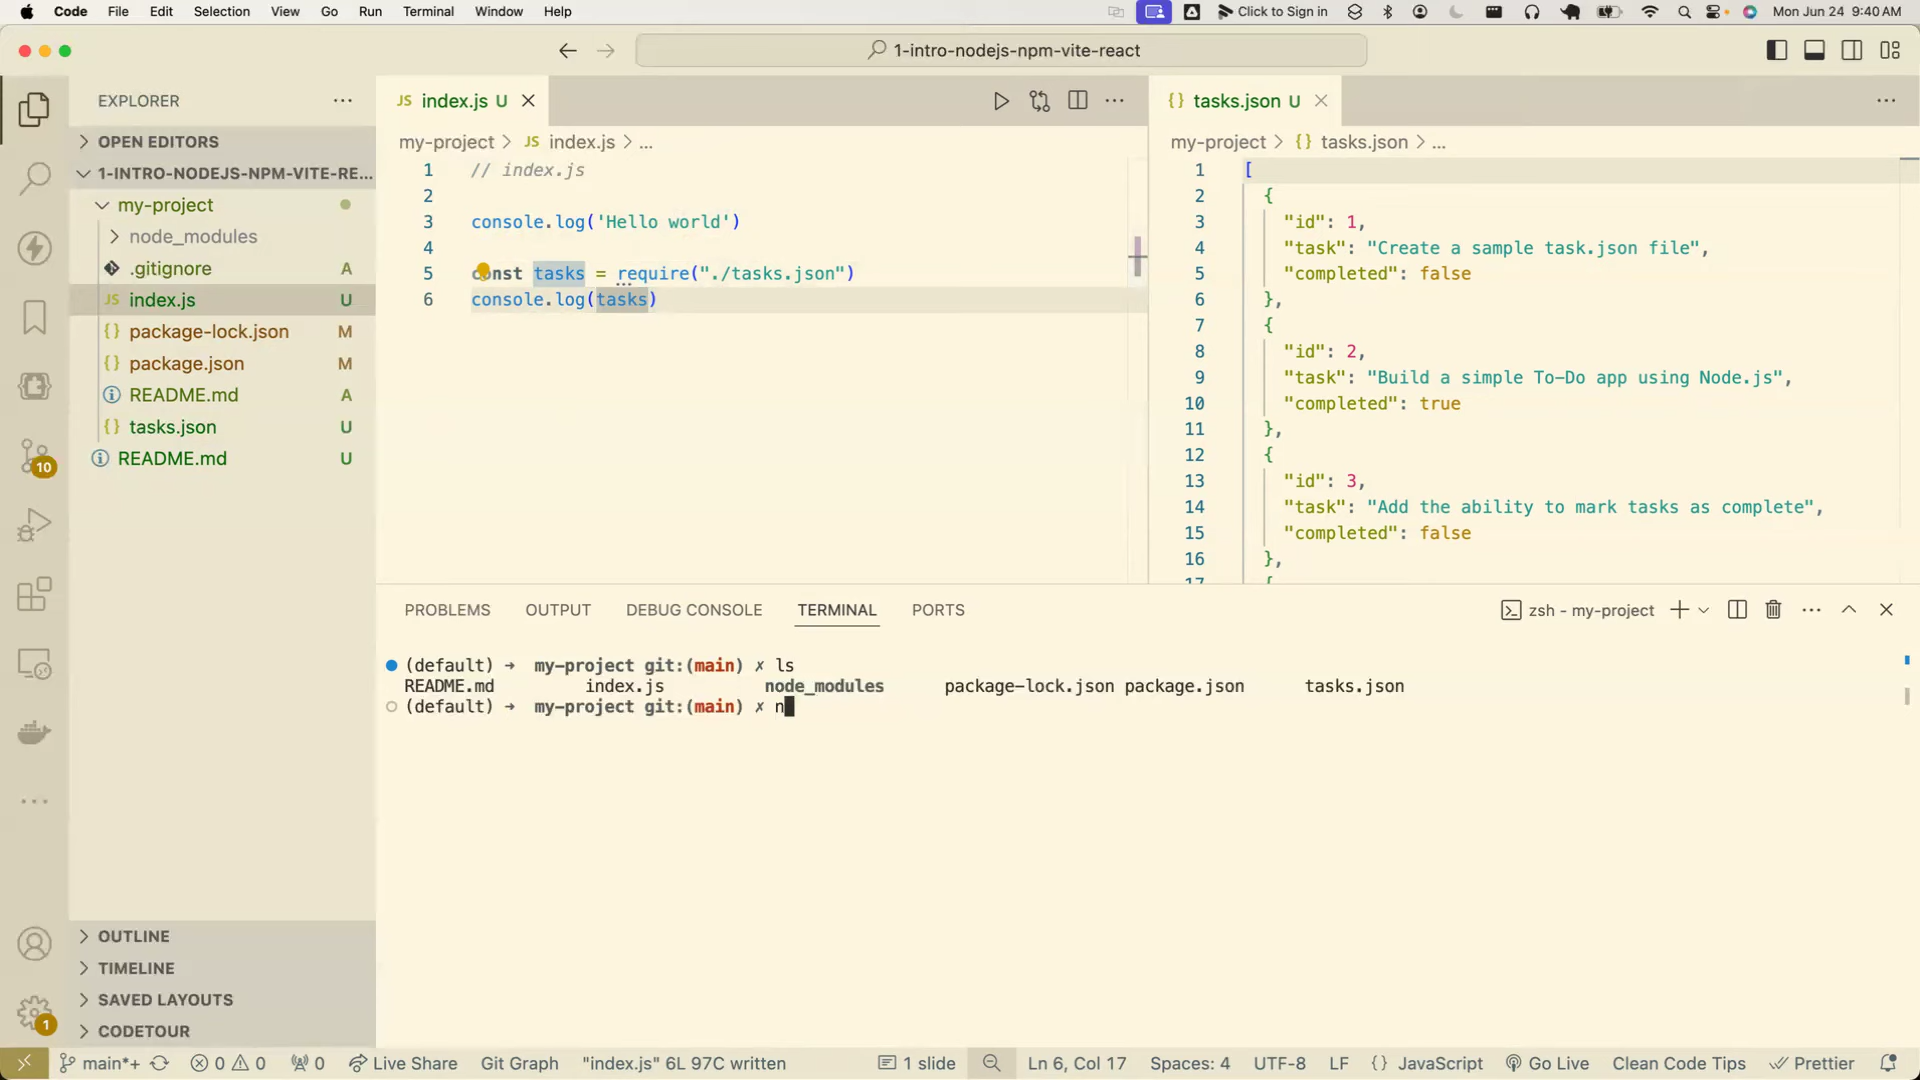 Code File Edit Selection View Go Run Terminal Window Help Click to Sign in Mon Jun 24 9:40 AM
1-intro-nodejs-npm-vite-react
EXPLORER
OPEN EDITORS
1-INTRO-NODEJS-NPM-VITE-RE...
my-project
node_modules
.gitignore A
JS index.js U
{} package-lock.json M
{} package.json M
README.md A
{} tasks.json U
README.md U
OUTLINE
TIMELINE
SAVED LAYOUTS
CODETOUR
10
1
JS index.js U
my-project > JS index.js > ...
1 // index.js
2
3 console.log('Hello world')
4
5 const tasks = require("./tasks.json")
6 console.log(tasks)
{} tasks.json U
my-project > {} tasks.json > ...
1 [
2 {
3 "id": 1,
4 "task": "Create a sample task.json file",
5 "completed": false
6 },
7 {
8 "id": 2,
9 "task": "Build a simple To-Do app using Node.js",
10 "completed": true
11 },
12 {
13 "id": 3,
14 "task": "Add the ability to mark tasks as complete",
15 "completed": false
16 },
17 {
PROBLEMS OUTPUT DEBUG CONSOLE TERMINAL PORTS
zsh - my-project
(default) ➜ my-project git:(main) ✗ ls
README.md index.js node_modules package-lock.json package.json tasks.json
(default) ➜ my-project git:(main) ✗ n
main*+ 0 0 0 Live Share Git Graph "index.js" 6L 97C written 1 slide Ln 6, Col 17 Spaces: 4 UTF-8 LF {} JavaScript Go Live Clean Code Tips Prettier